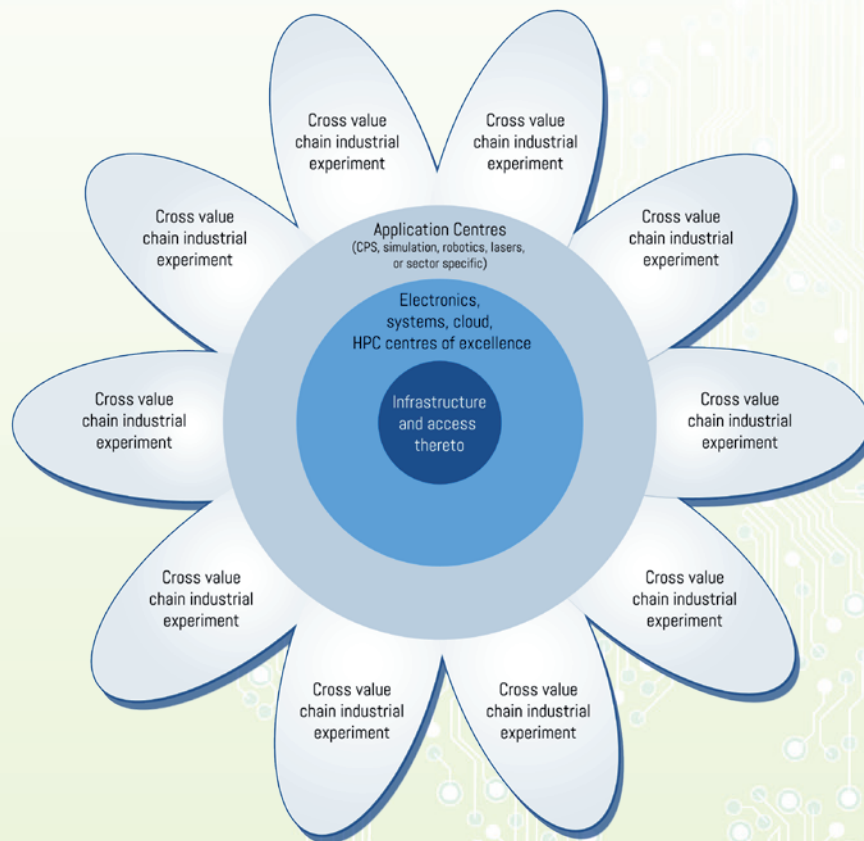 Cross value
chain industrial
experiment
Cross value
chain industrial
experiment
Cross value
chain industrial
experiment
Cross value
chain industrial
experiment
Application Centres
(CPS, simulation, robotics, lasers,
or sector specific)
Electronics,
systems, cloud,
HPC centres of excellence
Infrastructure
and access
thereto
Cross value
chain industrial
experiment
Cross value
chain industrial
experiment
Cross value
chain industrial
experiment
Cross value
chain industrial
experiment
Cross value
chain industrial
experiment
Cross value
chain industrial
experiment